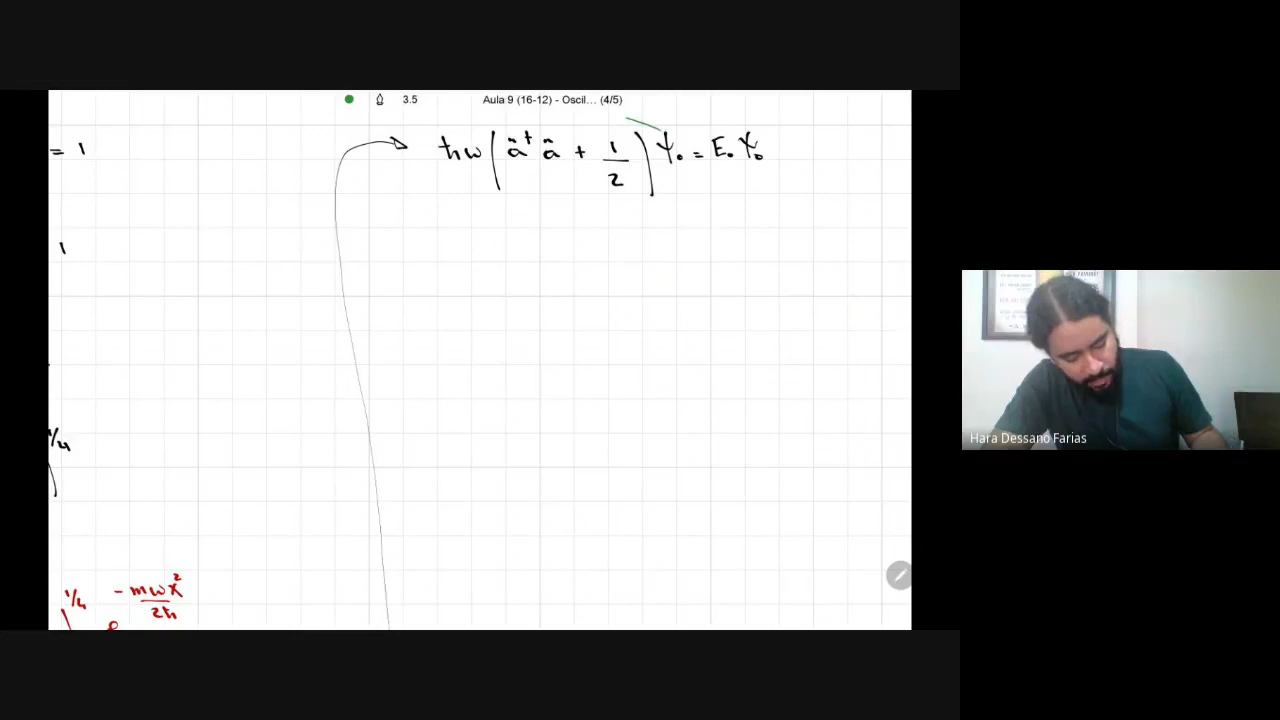 3.5 Aula 9 (16-12) - Oscil... (4/5)
= 1
ħω(â†â + 1/2)ψ₀ = E₀ψ₀
1
1/4
1/4 - mωx²/2ħ
e
Hara Dessano Farias